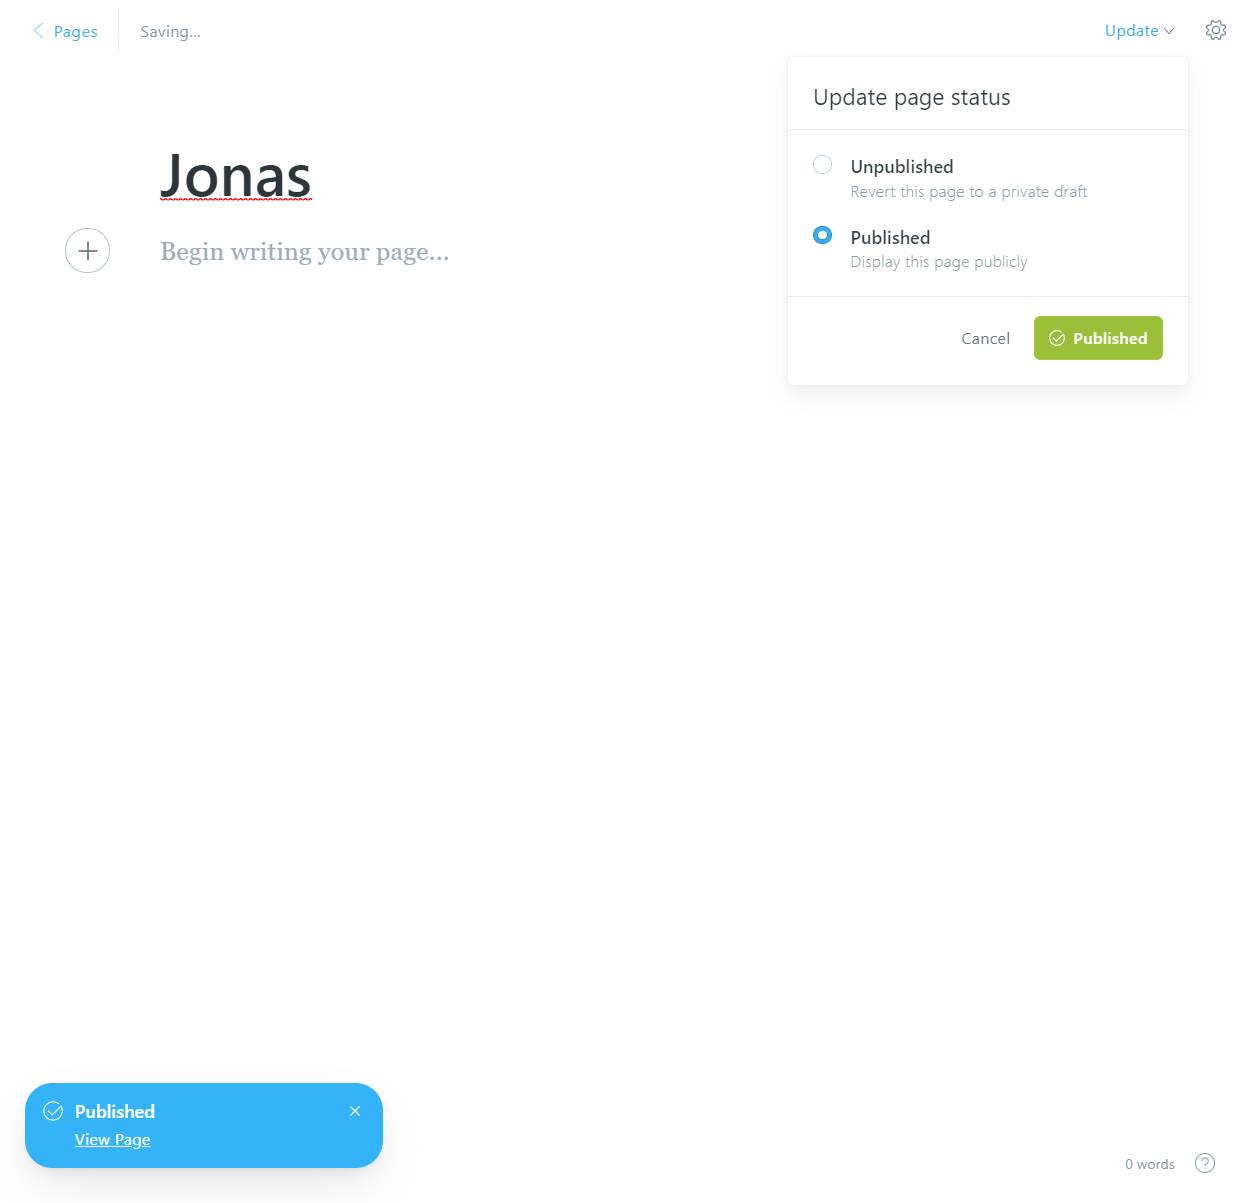 Pages
Saving...
Update
Update page status
Unpublished
Revert this page to a private draft
Published
Display this page publicly
Cancel
Published
Jonas
Begin writing your page...
Published
View Page
0 words